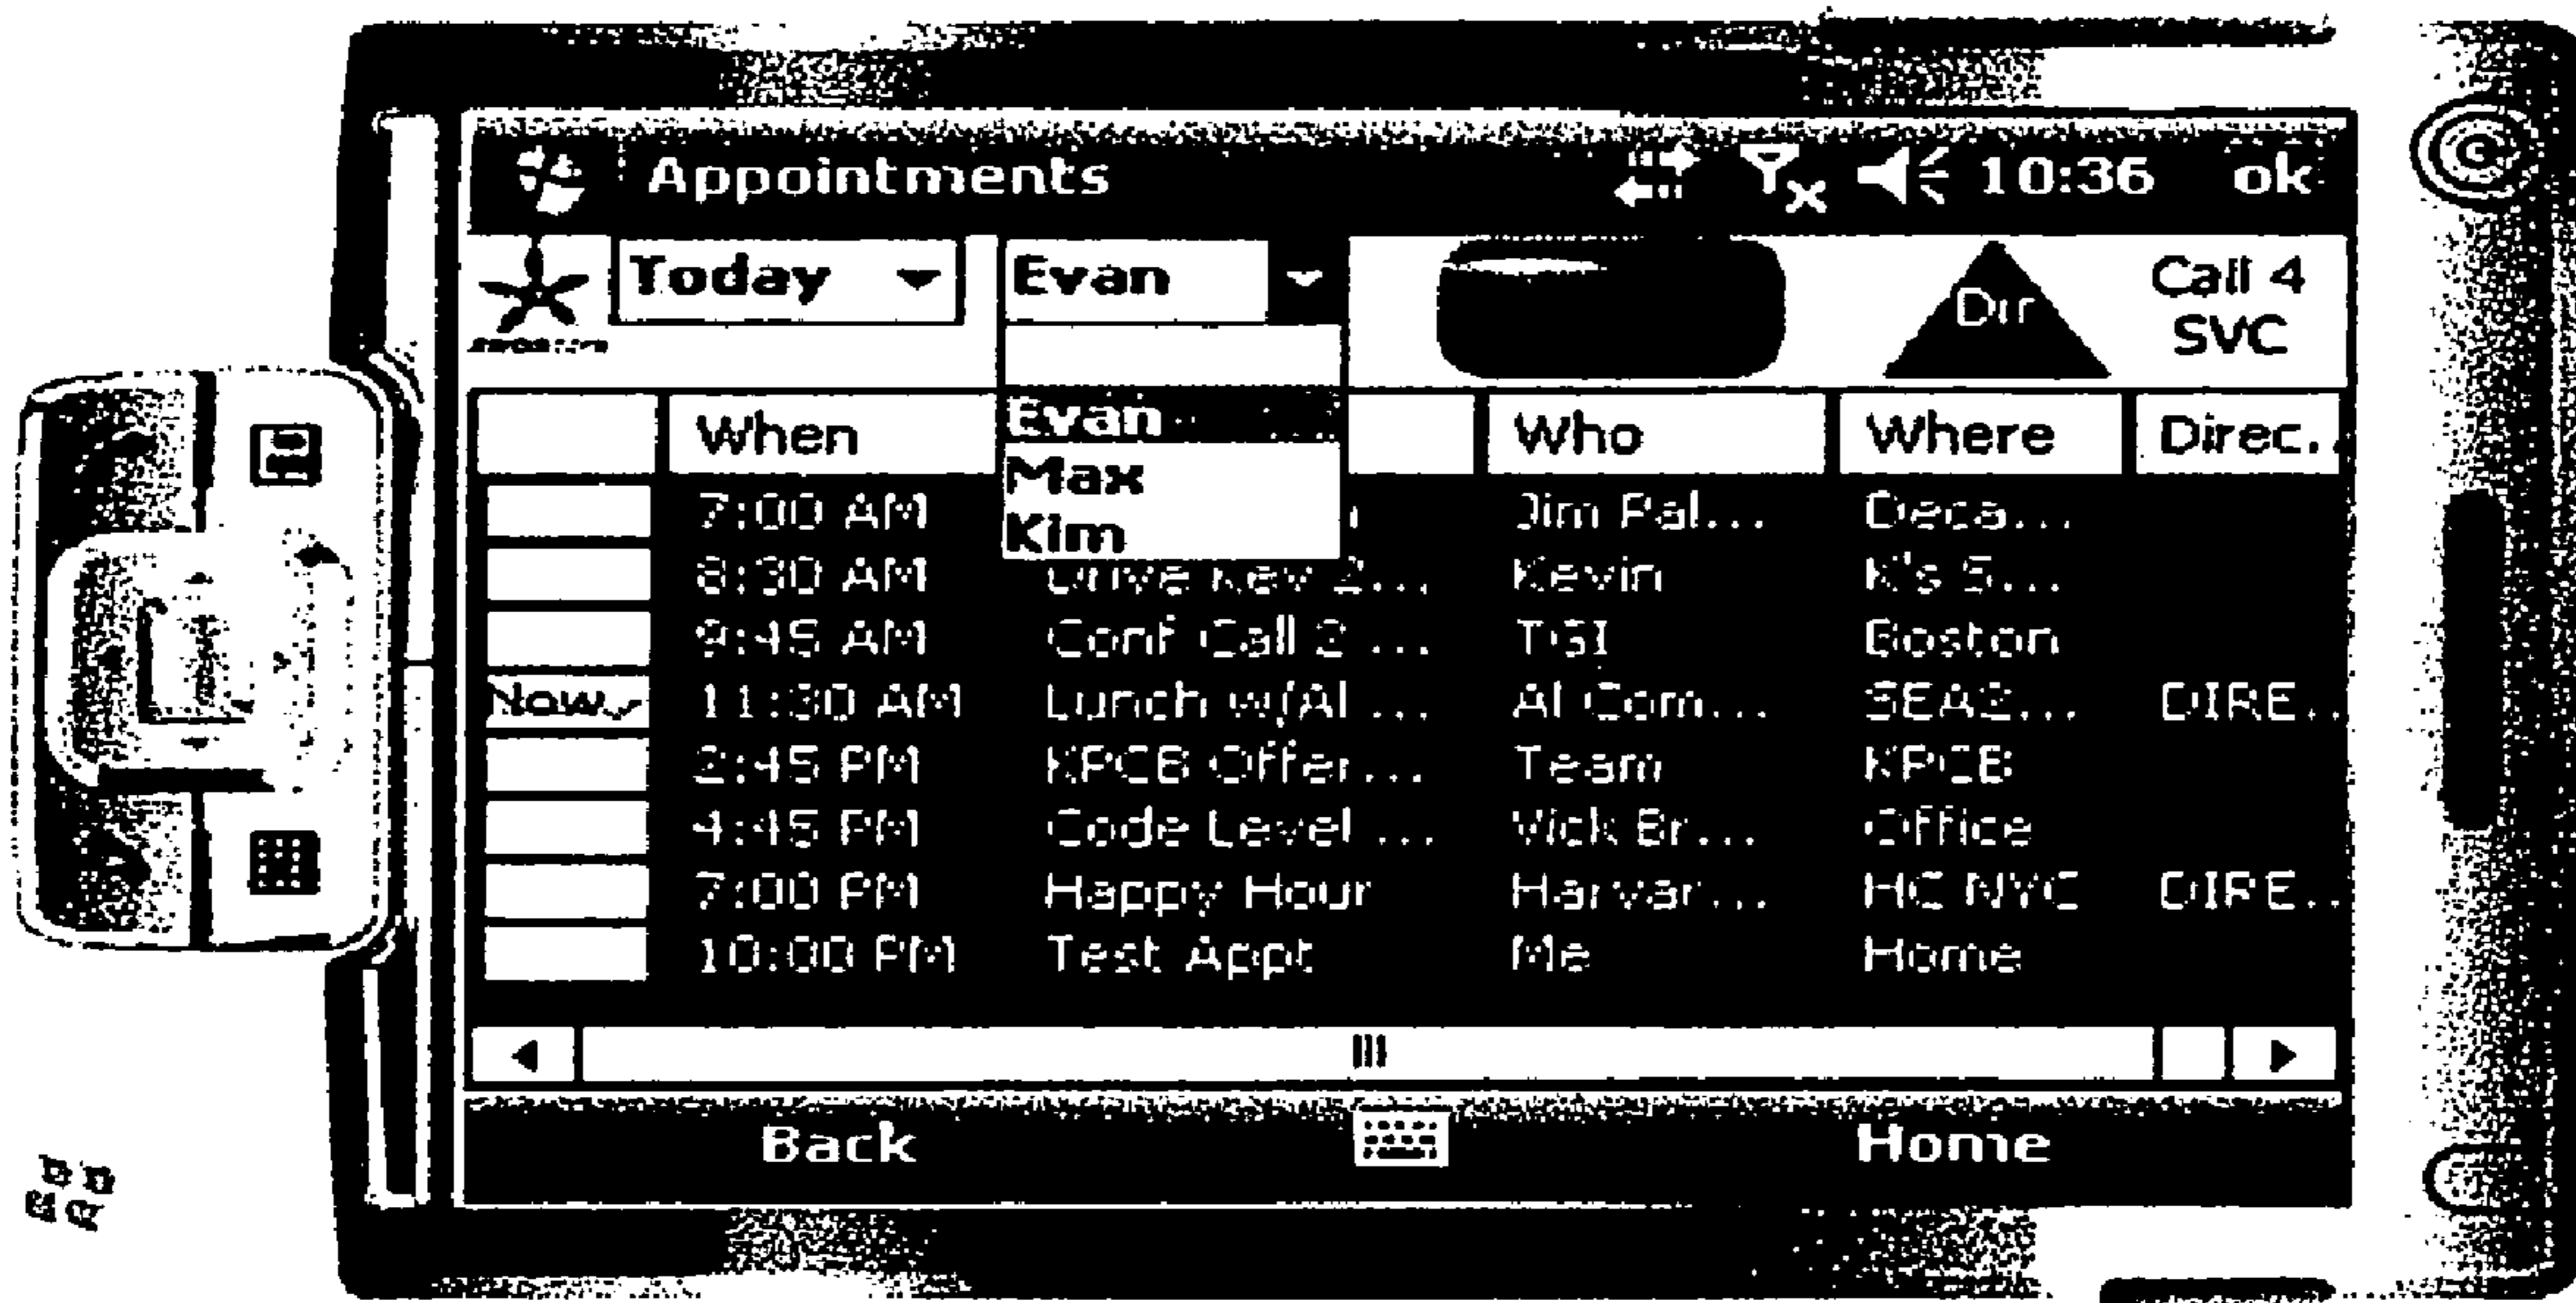 Appointments 10:36 ok
Today Evan Dir Call 4 SVC
Evan
Max
Kim
When Who Where Direc..
7:00 AM Jim Pal... Deca...
8:30 AM Drive Kev 2... Kevin K's S...
9:45 AM Conf Call 2 ... TGI Boston
Now 11:30 AM Lunch w/Al ... Al Com... SEA2... DIRE..
2:45 PM KPCB Offer... Team KPCB
4:45 PM Code Level ... Vick Br... Office
7:00 PM Happy Hour Harvar... HC NYC DIRE..
10:00 PM Test Appt Me Home
Back Home